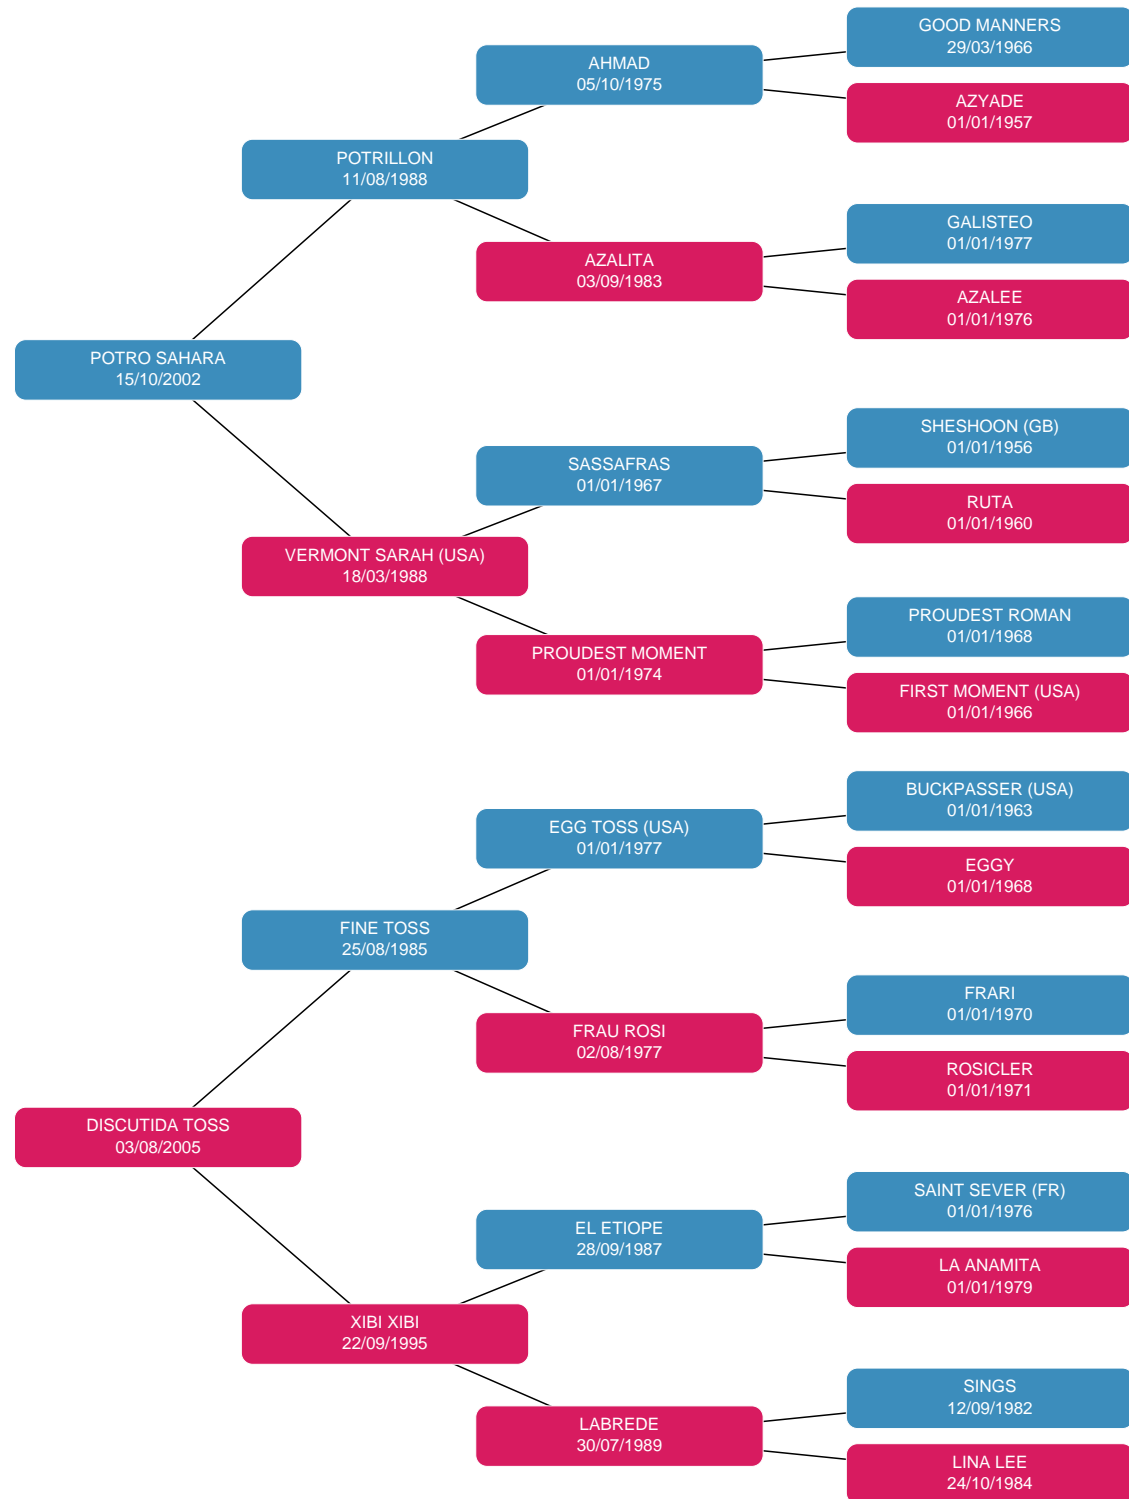 GOOD MANNERS
29/03/1966
AHMAD
05/10/1975
AZYADE
01/01/1957
POTRILLON
11/08/1988
GALISTEO
01/01/1977
AZALITA
03/09/1983
AZALEE
01/01/1976
POTRO SAHARA
15/10/2002
SHESHOON (GB)
01/01/1956
SASSAFRAS
01/01/1967
RUTA
01/01/1960
VERMONT SARAH (USA)
18/03/1988
PROUDEST ROMAN
01/01/1968
PROUDEST MOMENT
01/01/1974
FIRST MOMENT (USA)
01/01/1966
BUCKPASSER (USA)
01/01/1963
EGG TOSS (USA)
01/01/1977
EGGY
01/01/1968
FINE TOSS
25/08/1985
FRARI
01/01/1970
FRAU ROSI
02/08/1977
ROSICLER
01/01/1971
DISCUTIDA TOSS
03/08/2005
SAINT SEVER (FR)
01/01/1976
EL ETIOPE
28/09/1987
LA ANAMITA
01/01/1979
XIBI XIBI
22/09/1995
SINGS
12/09/1982
LABREDE
30/07/1989
LINA LEE
24/10/1984